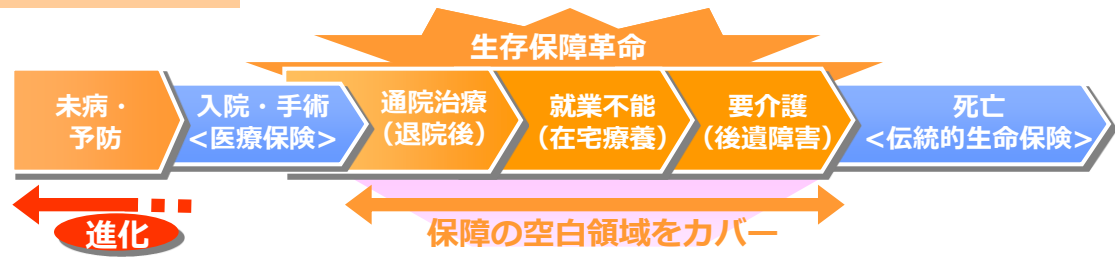 生存保障革命
未病・
予防
入院・手術
<医療保険>
通院治療
（退院後）
就業不能
（在宅療養）
要介護
（後遺障害）
死亡
<伝統的生命保険>
進化
保障の空白領域をカバー